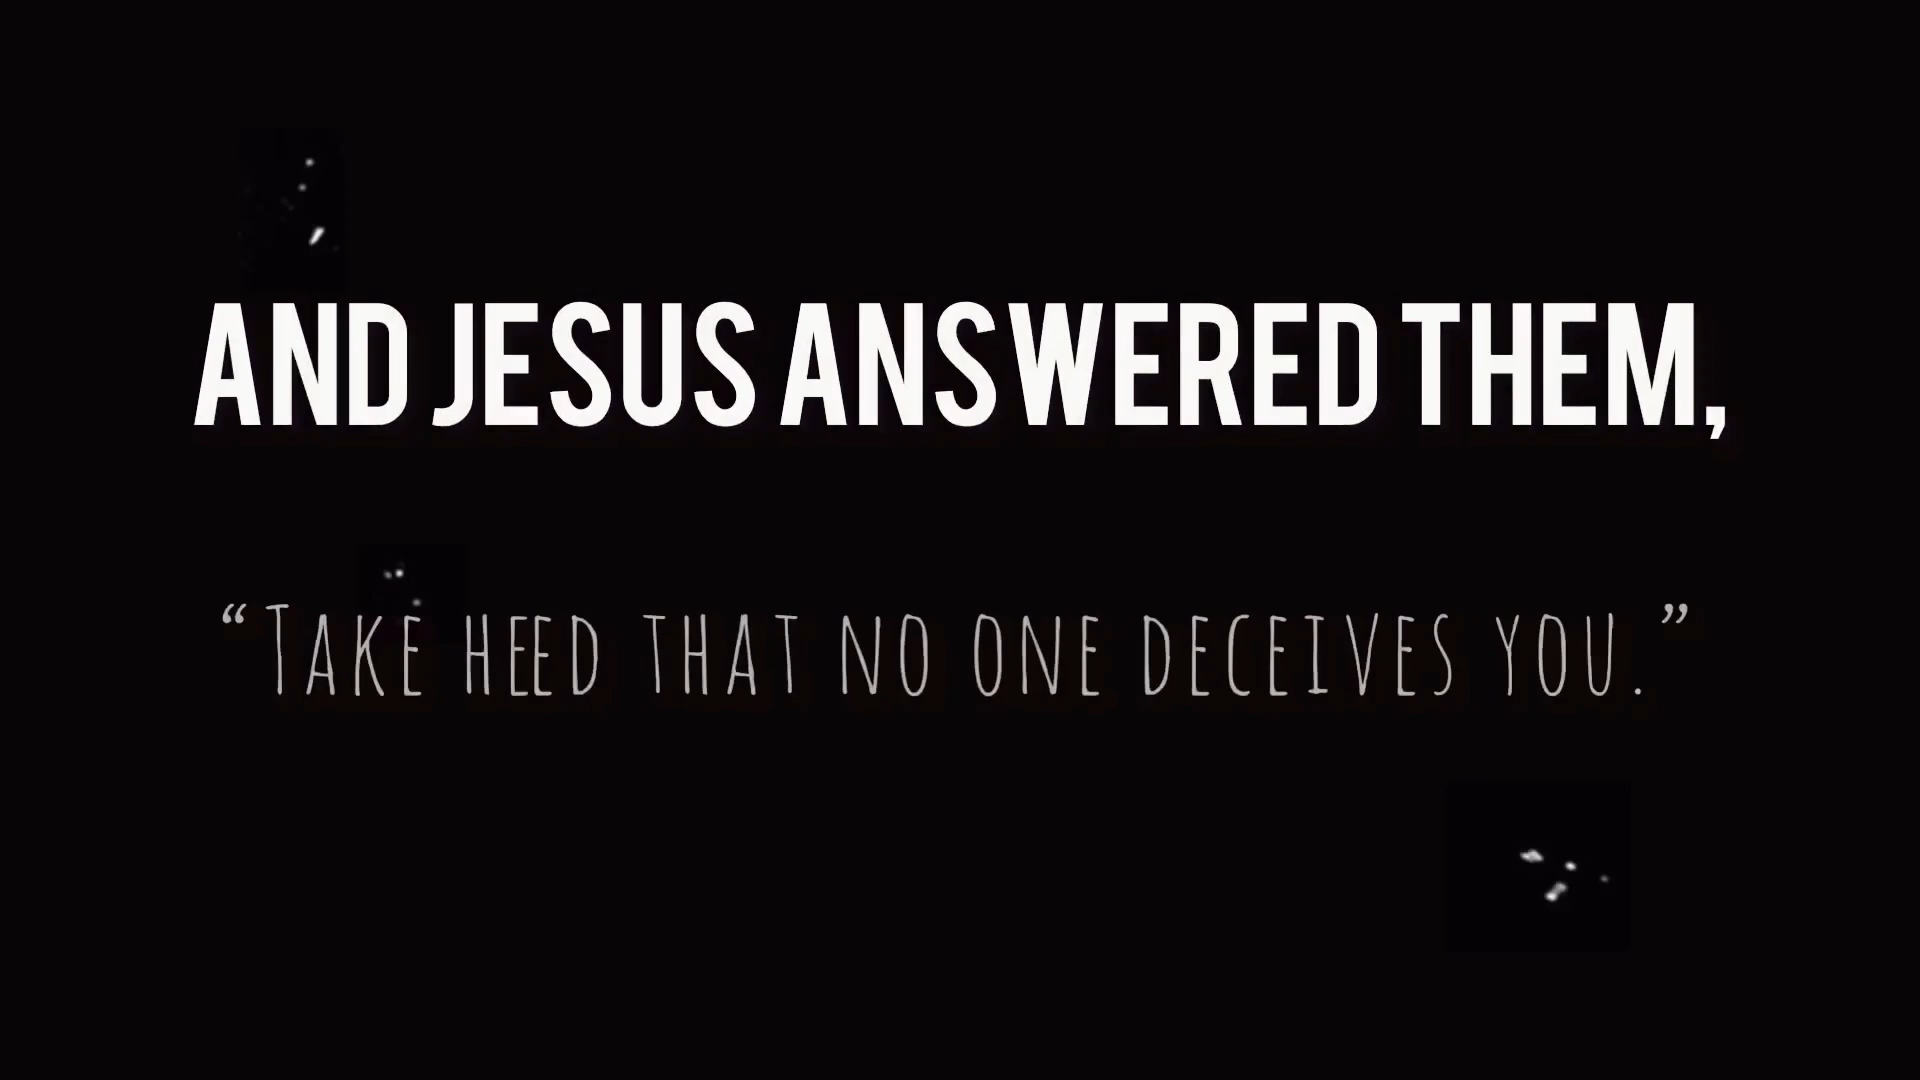 AND JESUS ANSWERED THEM,
“TAKE HEED THAT NO ONE DECEIVES YOU.”